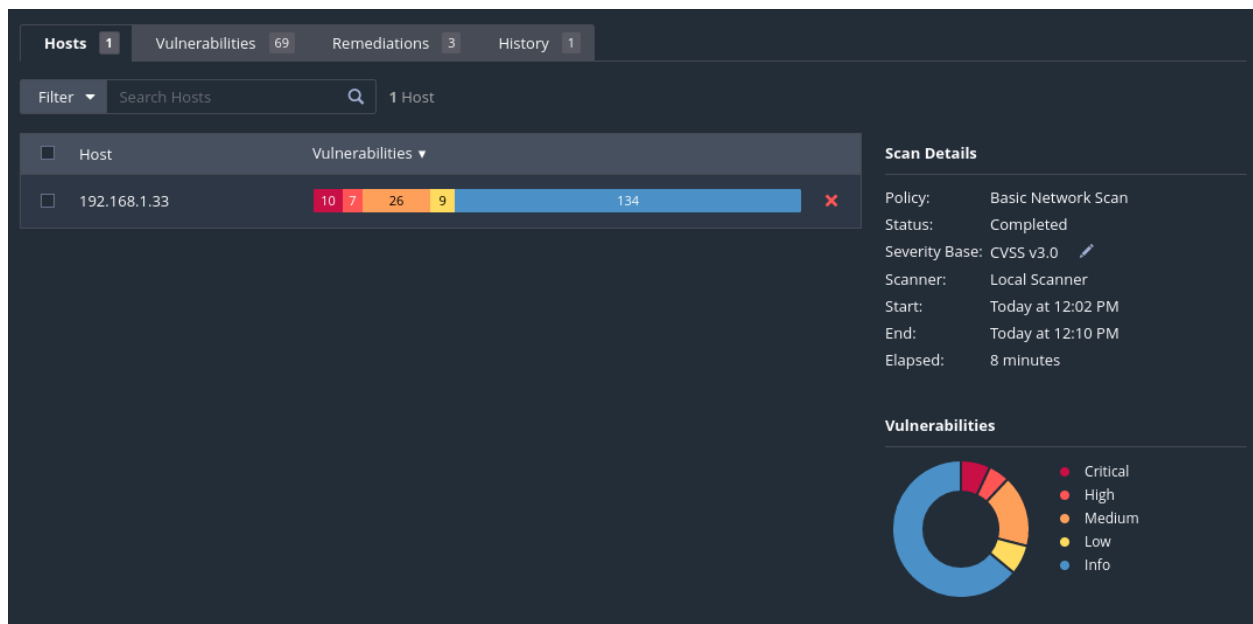 Hosts 1 Vulnerabilities 69 Remediations 3 History 1
Filter Search Hosts 1 Host
Host Vulnerabilities
192.168.1.33 10 7 26 9 134
Scan Details
Policy: Basic Network Scan
Status: Completed
Severity Base: CVSS v3.0
Scanner: Local Scanner
Start: Today at 12:02 PM
End: Today at 12:10 PM
Elapsed: 8 minutes
Vulnerabilities
Critical
High
Medium
Low
Info